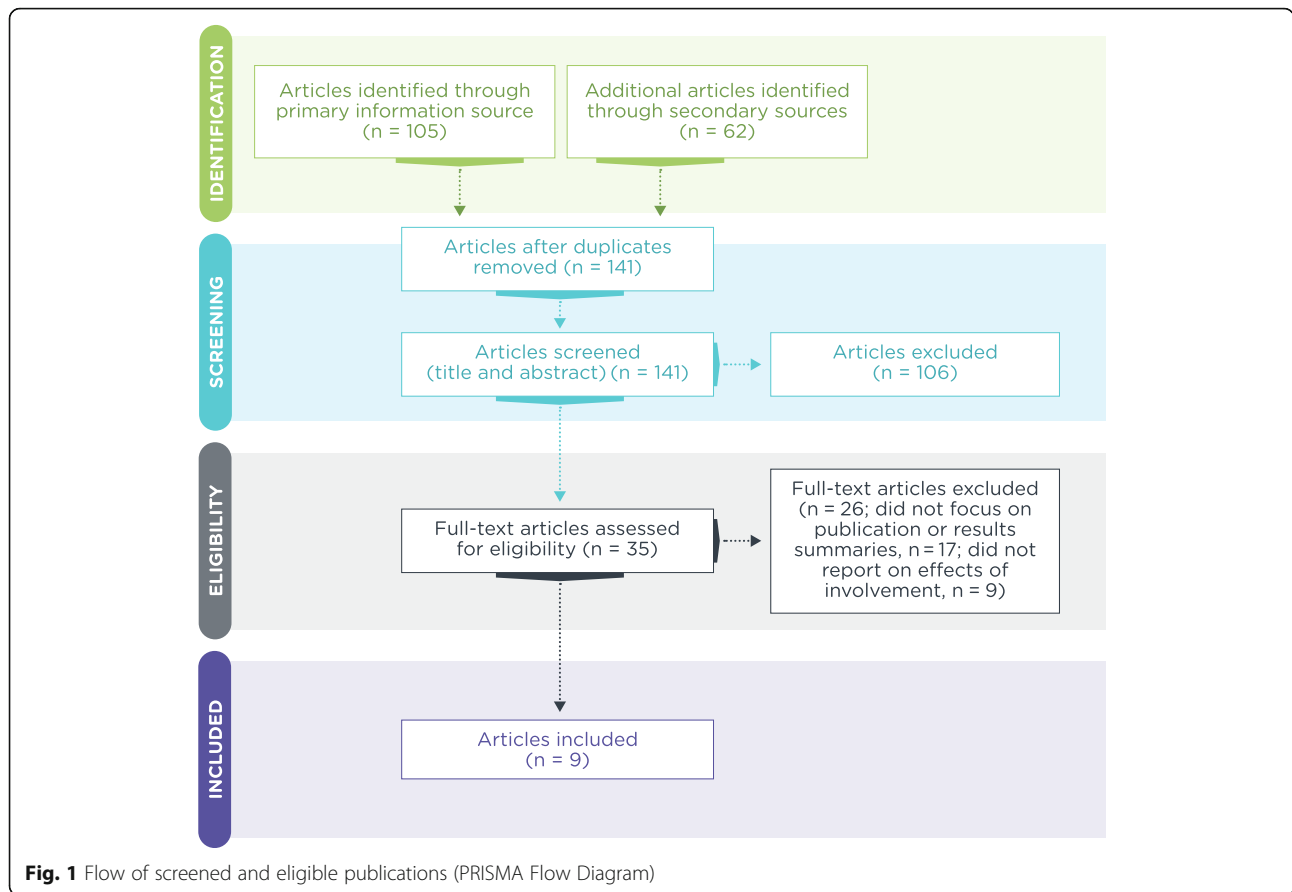 IDENTIFICATION
Articles identified through
primary information source
(n = 105)
Additional articles identified
through secondary sources
(n = 62)
SCREENING
Articles after duplicates
removed (n = 141)
Articles screened
(title and abstract) (n = 141)
Articles excluded
(n = 106)
ELIGIBILITY
Full-text articles assessed
for eligibility (n = 35)
Full-text articles excluded
(n = 26; did not focus on
publication or results
summaries, n = 17; did not
report on effects of
involvement, n = 9)
INCLUDED
Articles included
(n = 9)
Fig. 1 Flow of screened and eligible publications (PRISMA Flow Diagram)